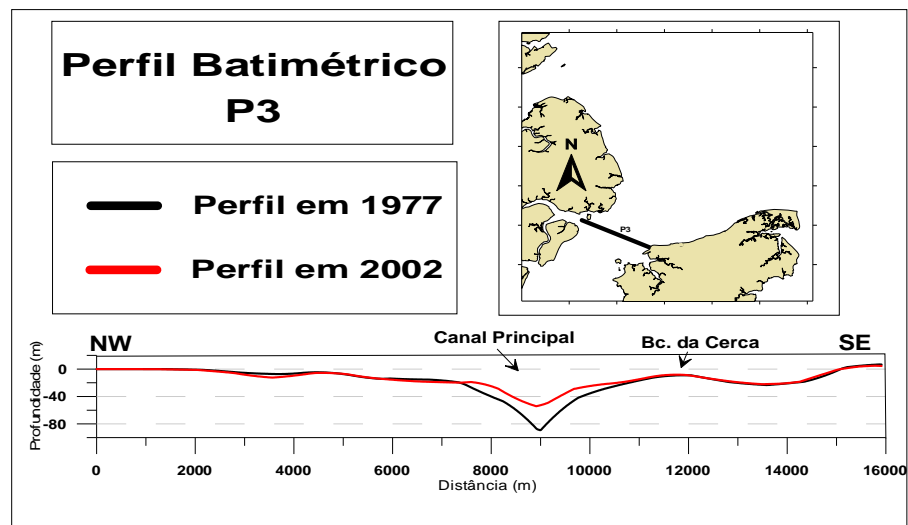 Perfil Batimétrico
P3
N
P3
Perfil em 1977
Perfil em 2002
NW
Canal Principal
Bc. da Cerca
SE
Profundidade (m)
0
-40
-80
0 2000 4000 6000 8000 10000 12000 14000 16000
Distância (m)